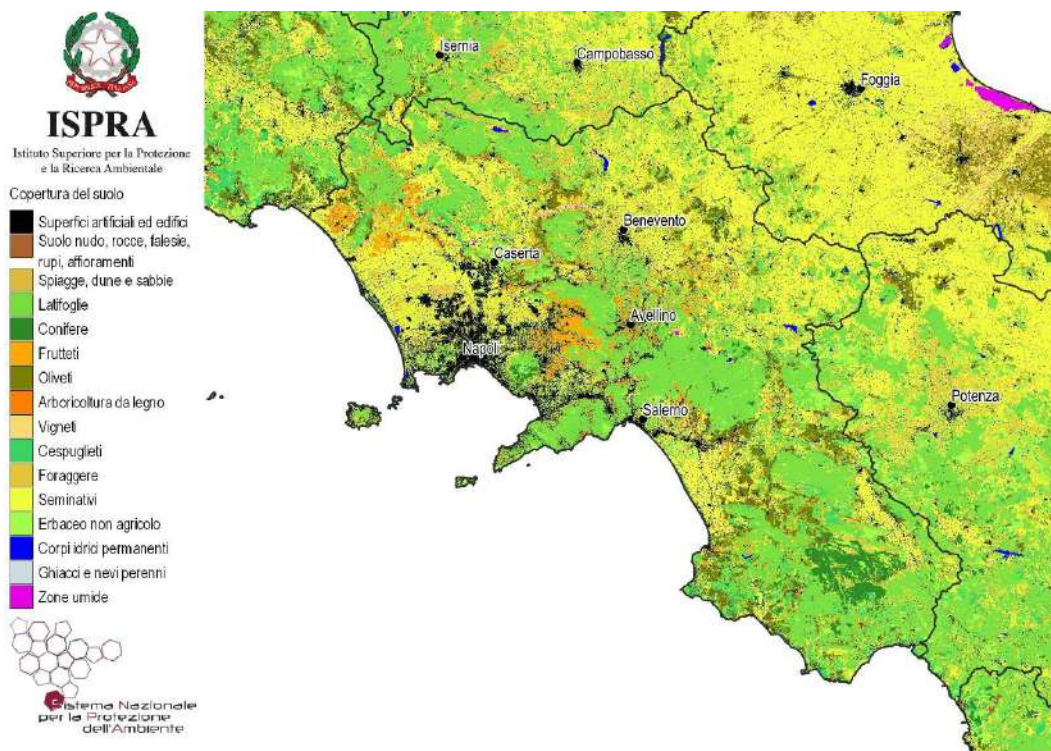 ISPRA
Istituto Superiore per la Protezione
e la Ricerca Ambientale
Copertura del suolo
Superfici artificiali ed edifici
Suolo nudo, rocce, falesie,
rupi, affioramenti
Spiagge, dune e sabbie
Latifoglie
Conifere
Frutteti
Oliveti
Arboricoltura da legno
Vigneti
Cespuglieti
Foraggere
Seminativi
Erbaceo non agricolo
Corpi idrici permanenti
Ghiacci e nevi perenni
Zone umide
Sistema Nazionale
per la Protezione
dell'Ambiente
Isernia
Campobasso
Foggia
Benevento
Caserta
Avellino
Napoli
Potenza
Salerno